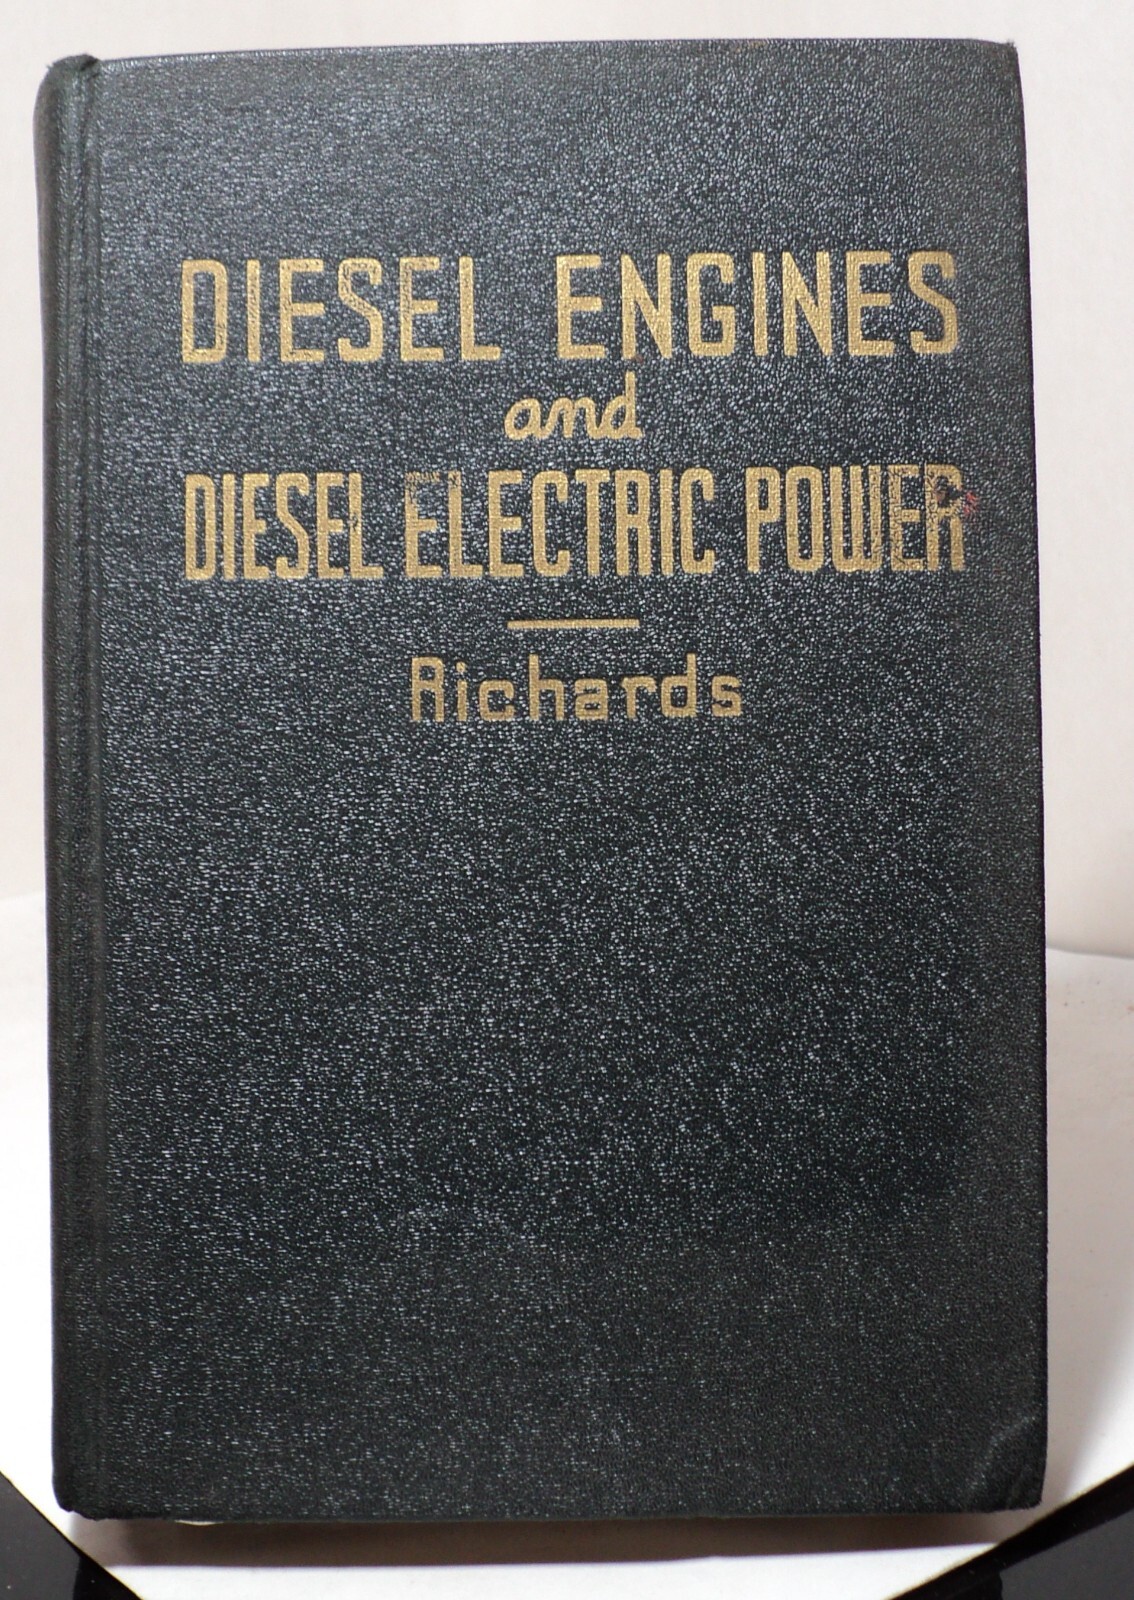 DIESEL ENGINES
and
DIESEL ELECTRIC POWER
Richards